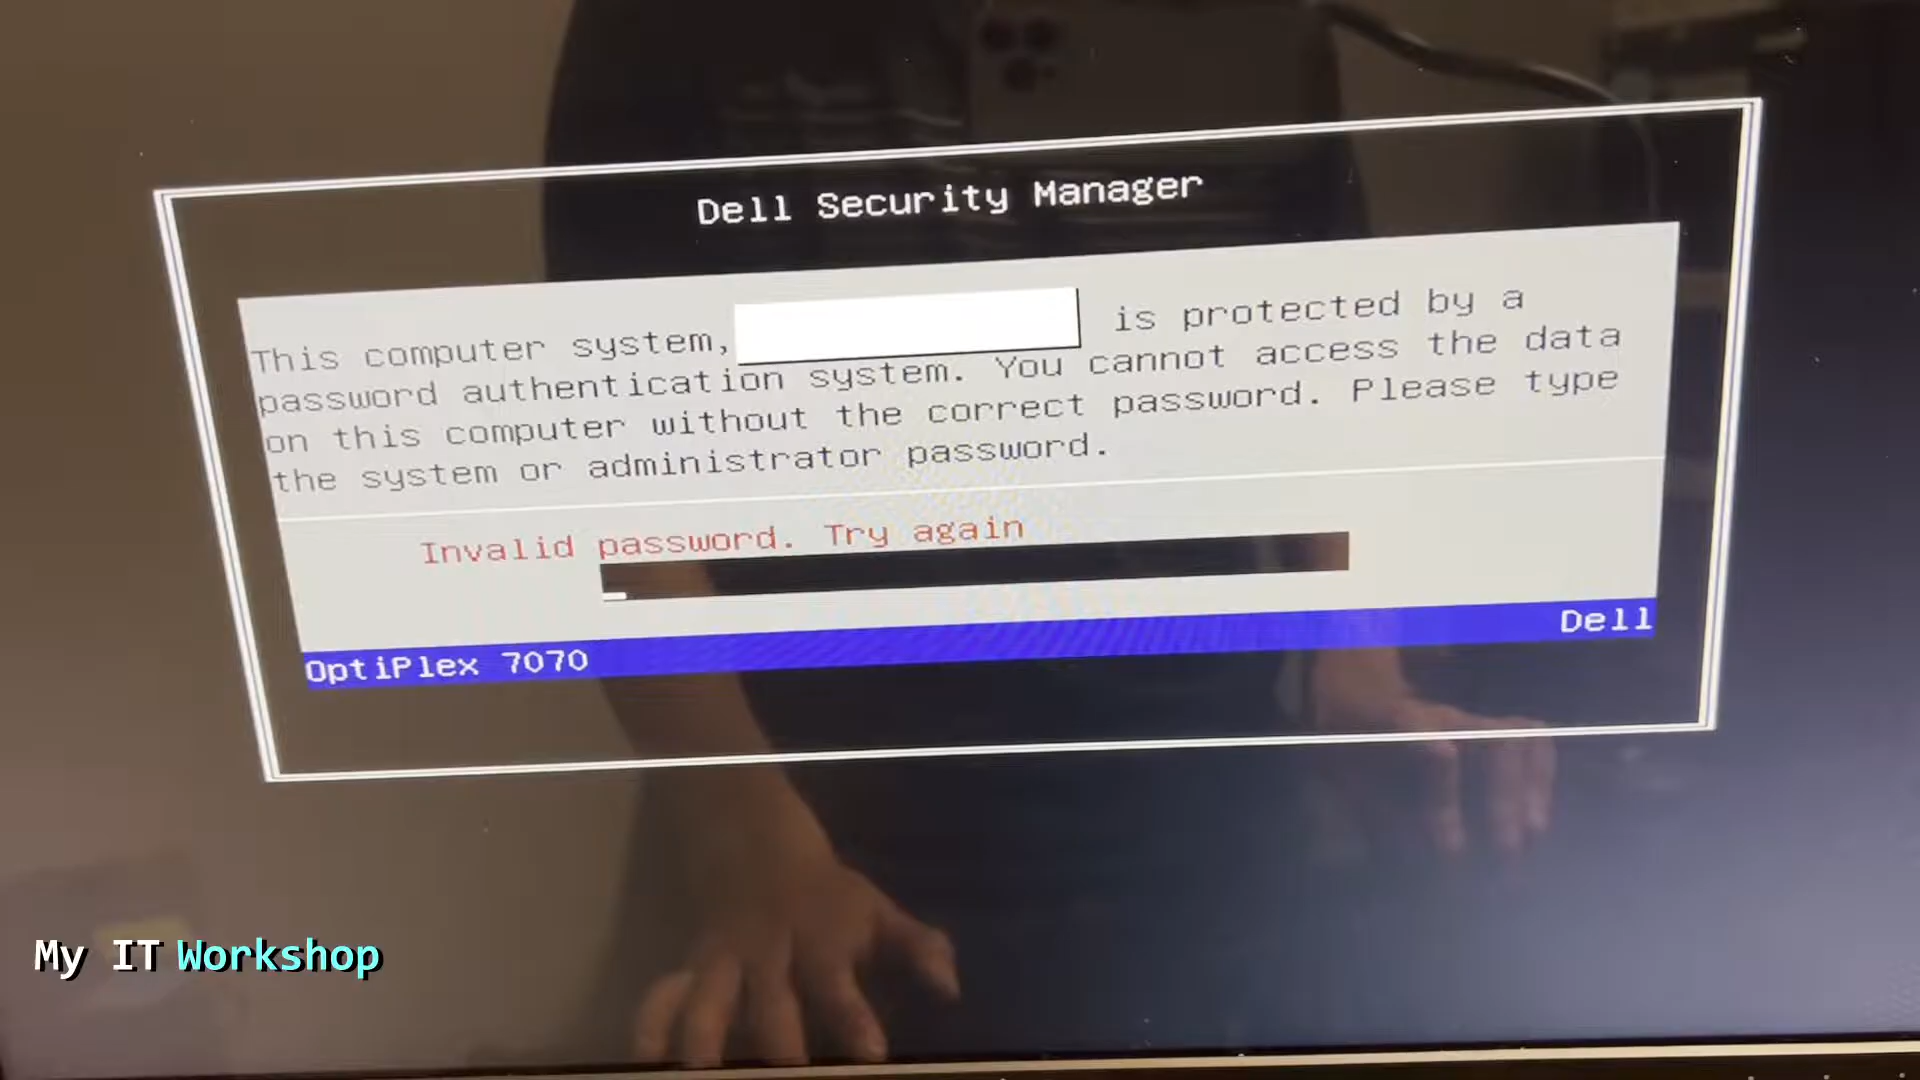 Dell Security Manager
This computer system, is protected by a
password authentication system. You cannot access the data
on this computer without the correct password. Please type
the system or administrator password.
Invalid password. Try again
OptiPlex 7070 Dell
My IT Workshop